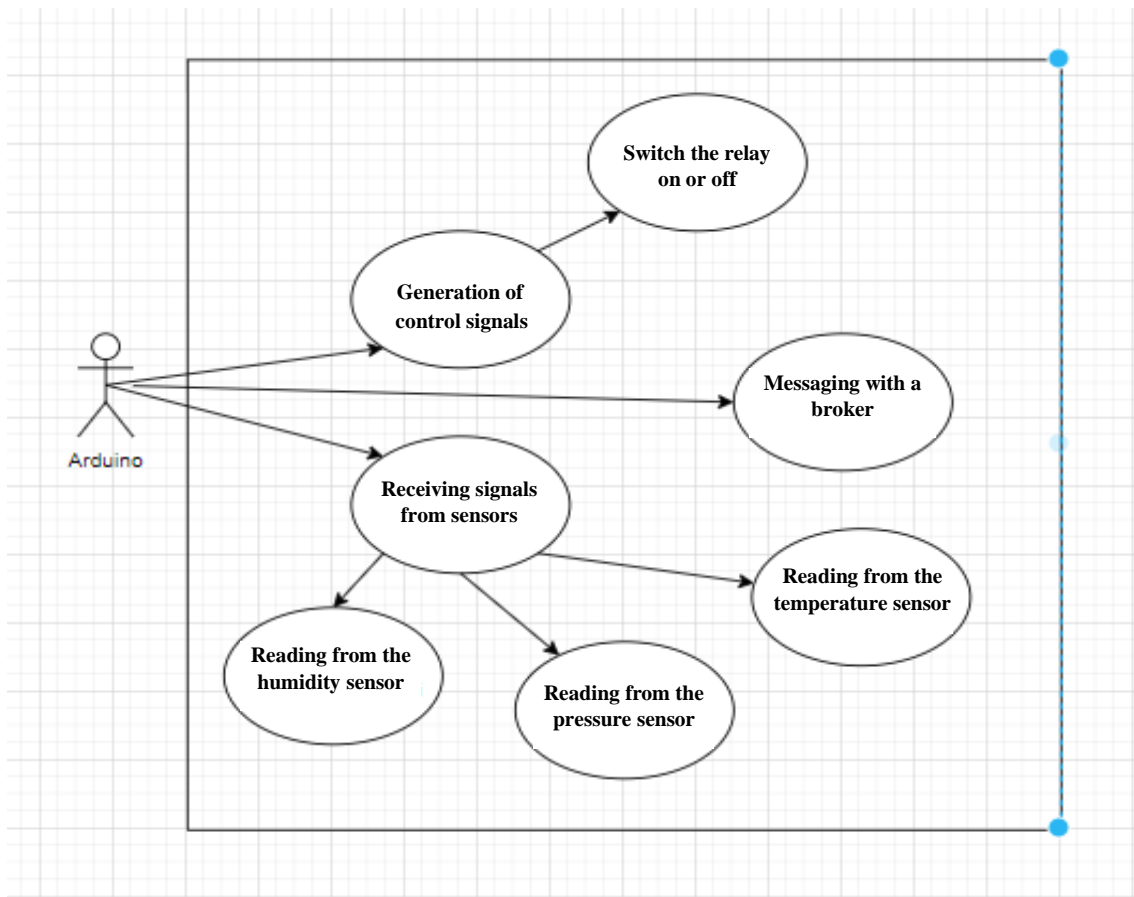 Switch the relay
on or off
Generation of
control signals
Messaging with a
broker
Arduino
Receiving signals
from sensors
Reading from the
temperature sensor
Reading from the
humidity sensor
Reading from the
pressure sensor